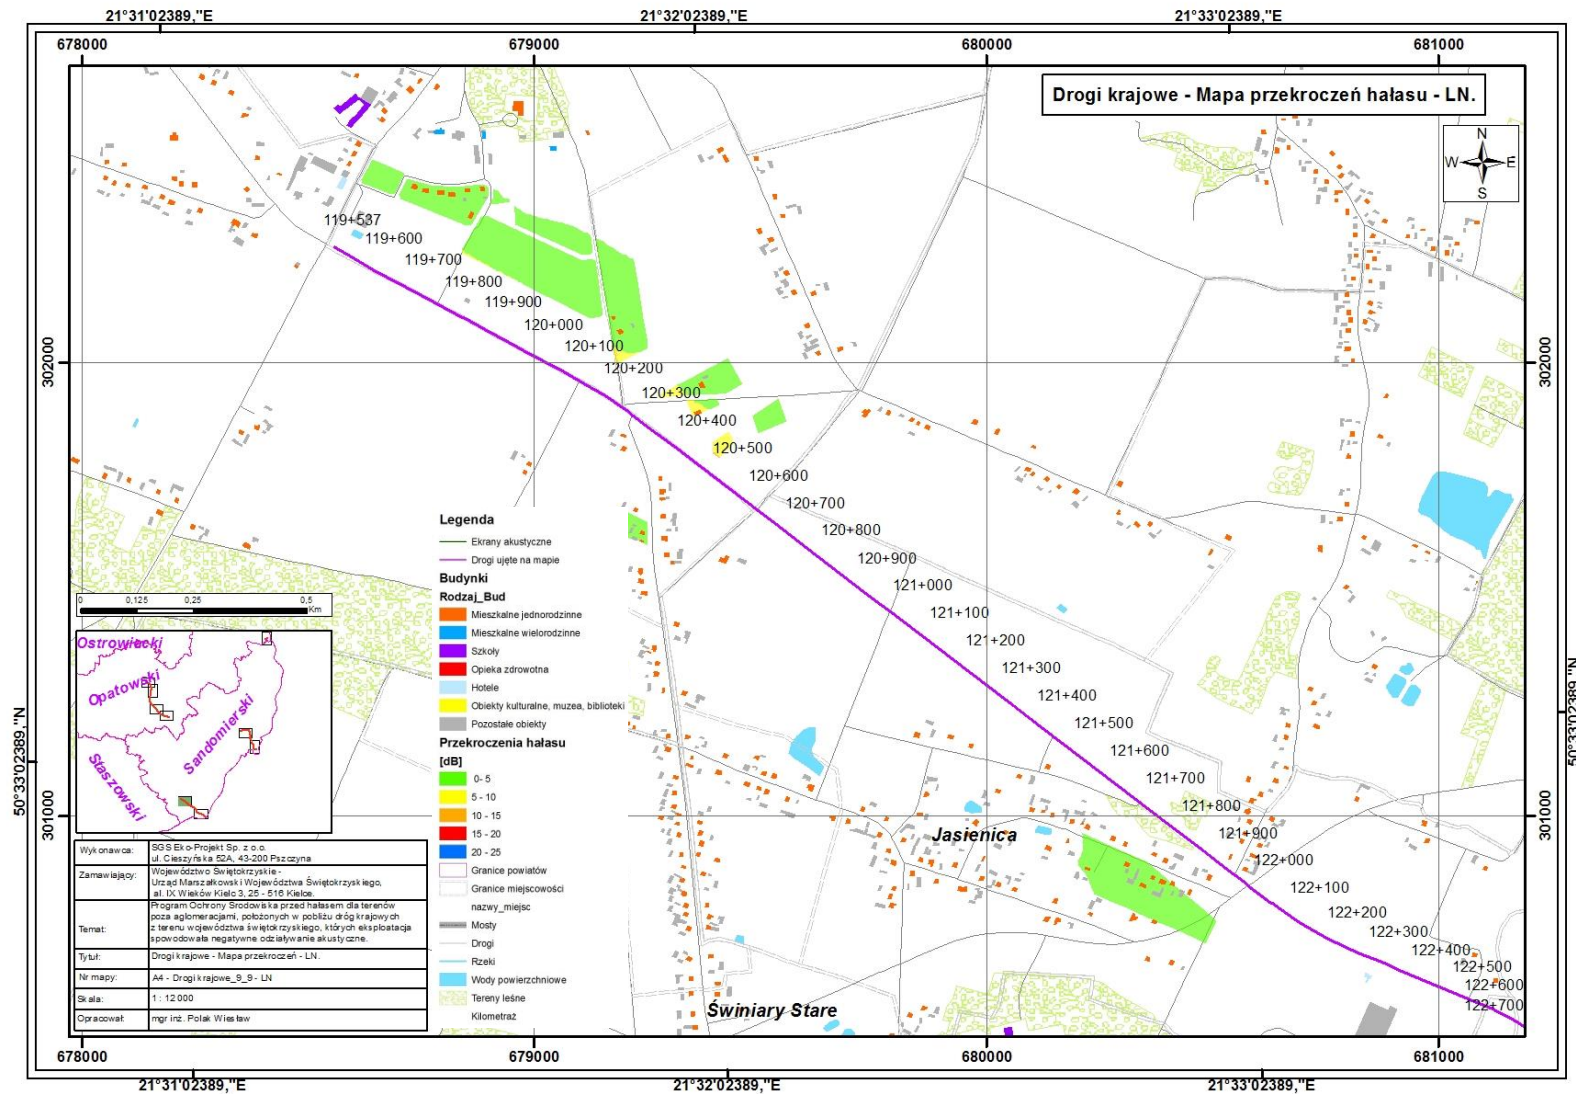 21°31'02389,"E
21°32'02389,"E
21°33'02389,"E
678000
679000
680000
681000
Drogi krajowe - Mapa przekroczeń hałasu - LN.
N
W
E
S
302000
302000
119+537
119+600
119+700
119+800
119+900
120+000
120+100
120+200
120+300
120+400
120+500
120+600
120+700
120+800
120+900
121+000
121+100
121+200
121+300
121+400
121+500
121+600
121+700
121+800
121+900
122+000
122+100
122+200
122+300
122+400
122+500
122+600
122+700
Jasienica
Świniary Stare
Legenda
Ekrany akustyczne
Drogi ujęte na mapie
Budynki
Rodzaj_Bud
Mieszkalne jednorodzinne
Mieszkalne wielorodzinne
Szkoły
Opieka zdrowotna
Hotele
Obiekty kulturalne, muzea, biblioteki
Pozostałe obiekty
Przekroczenia hałasu
[dB]
0- 5
5 - 10
10 - 15
15 - 20
20 - 25
Granice powiatów
Granice miejscowości
nazwy_miejsc
Mosty
Drogi
Rzeki
Wody powierzchniowe
Tereny leśne
Kilometraż
0 0,125 0,25 0,5
Km
Ostrowiecki
Opatowski
Sandomierski
Staszowski
50°33'02389,"N
50°33'02389,"N
301000
301000
Wykonawca: SGS Eko-Projekt Sp. z o.o.
ul. Cieszyńska 52A, 43-200 Pszczyna
Zamawiający: Województwo Świętokrzyskie -
Urząd Marszałkowski Województwa Świętokrzyskiego,
al. IX Wieków Kielc 3, 25 - 516 Kielce.
Temat: Program Ochrony Środowiska przed hałasem dla terenów
poza aglomeracjami, położonych w pobliżu dróg krajowych
z terenu województwa świętokrzyskiego, których eksploatacja
spowodowała negatywne oddziaływanie akustyczne.
Tytuł: Drogi krajowe - Mapa przekroczeń - LN.
Nr mapy: A4 - Drogi krajowe_9_9 - LN
Skala: 1 : 12 000
Opracował: mgr inż. Polak Wiesław
678000
679000
680000
681000
21°31'02389,"E
21°32'02389,"E
21°33'02389,"E